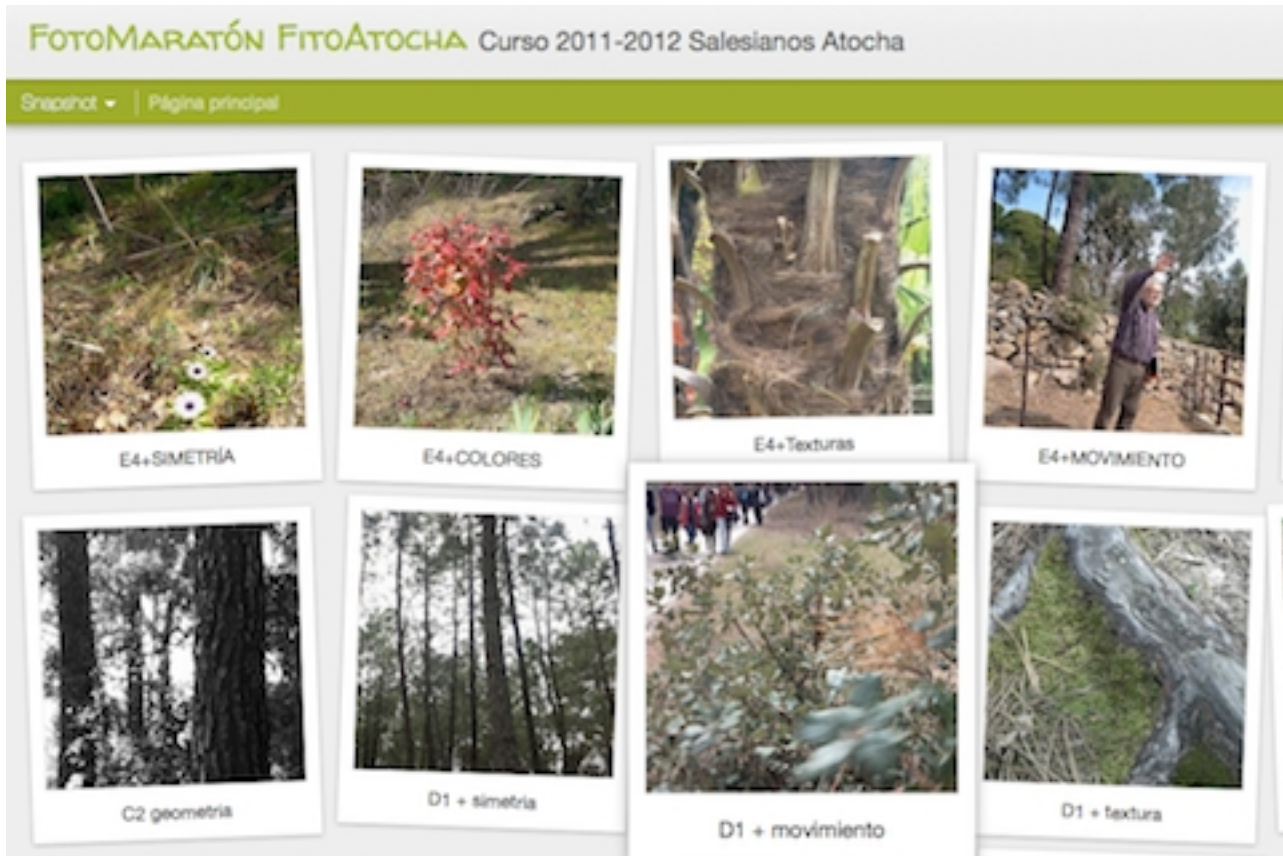 FotoMaratón FitoAtocha Curso 2011-2012 Salesianos Atocha
Snapshot Página principal
E4+SIMETRÍA
E4+COLORES
E4+Texturas
E4+MOVIMIENTO
C2 geometria
D1 + simetria
D1 + movimiento
D1 + textura